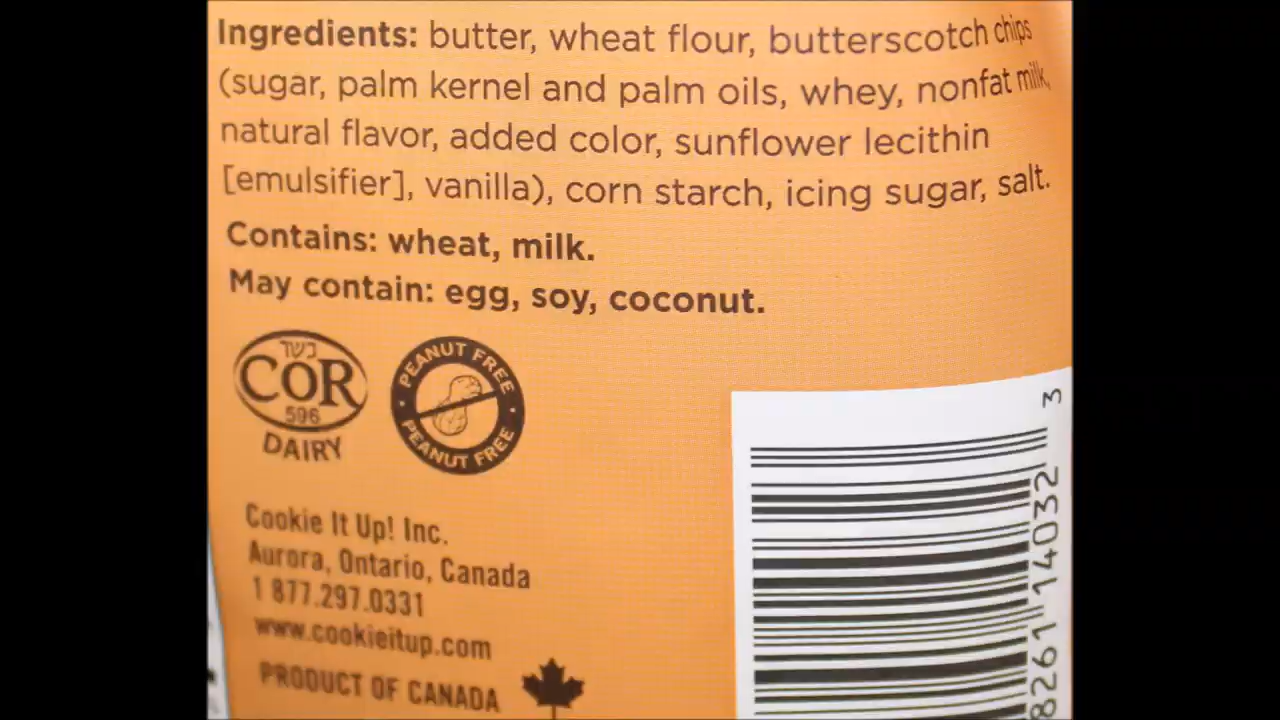 Ingredients: butter, wheat flour, butterscotch chips
(sugar, palm kernel and palm oils, whey, nonfat milk,
natural flavor, added color, sunflower lecithin
[emulsifier], vanilla), corn starch, icing sugar, salt.
Contains: wheat, milk.
May contain: egg, soy, coconut.
כשר
COR
596
DAIRY
PEANUT FREE
PEANUT FREE
Cookie It Up! Inc.
Aurora, Ontario, Canada
1 877.297.0331
www.cookieitup.com
PRODUCT OF CANADA
82611 14032 3